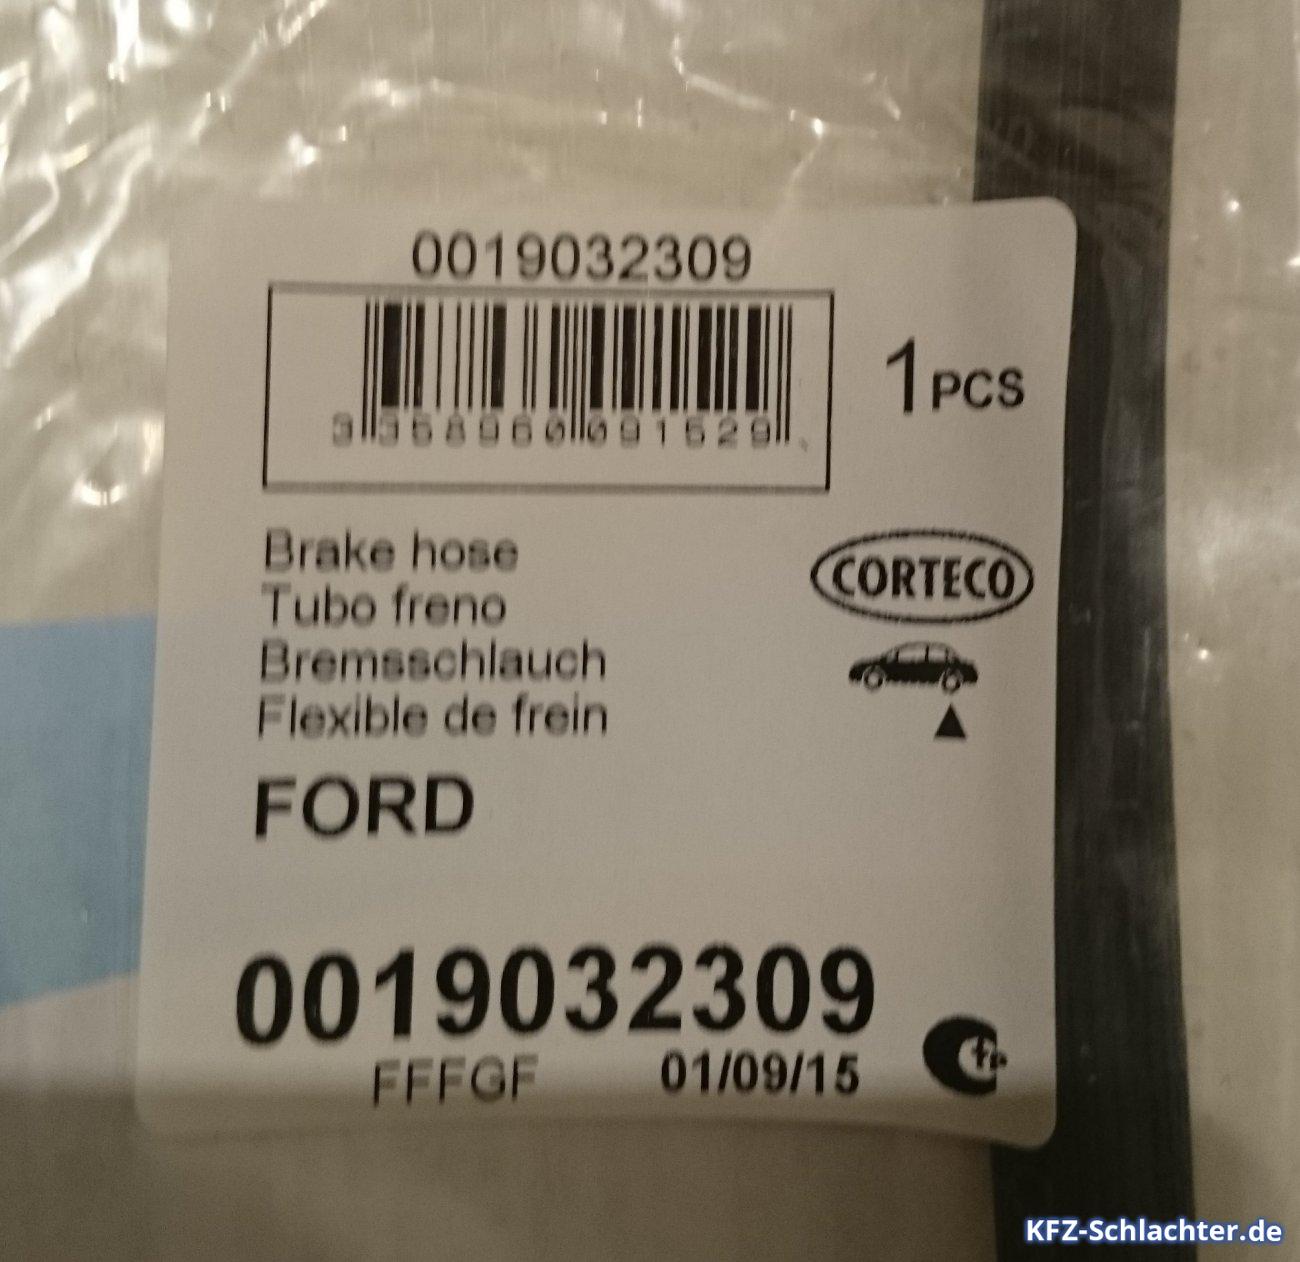 0019032309
3 358960 091529
1 PCS
Brake hose
Tubo freno
Bremsschlauch
Flexible de frein
CORTECO
FORD
0019032309
FFFGF 01/09/15
KFZ-Schlachter.de